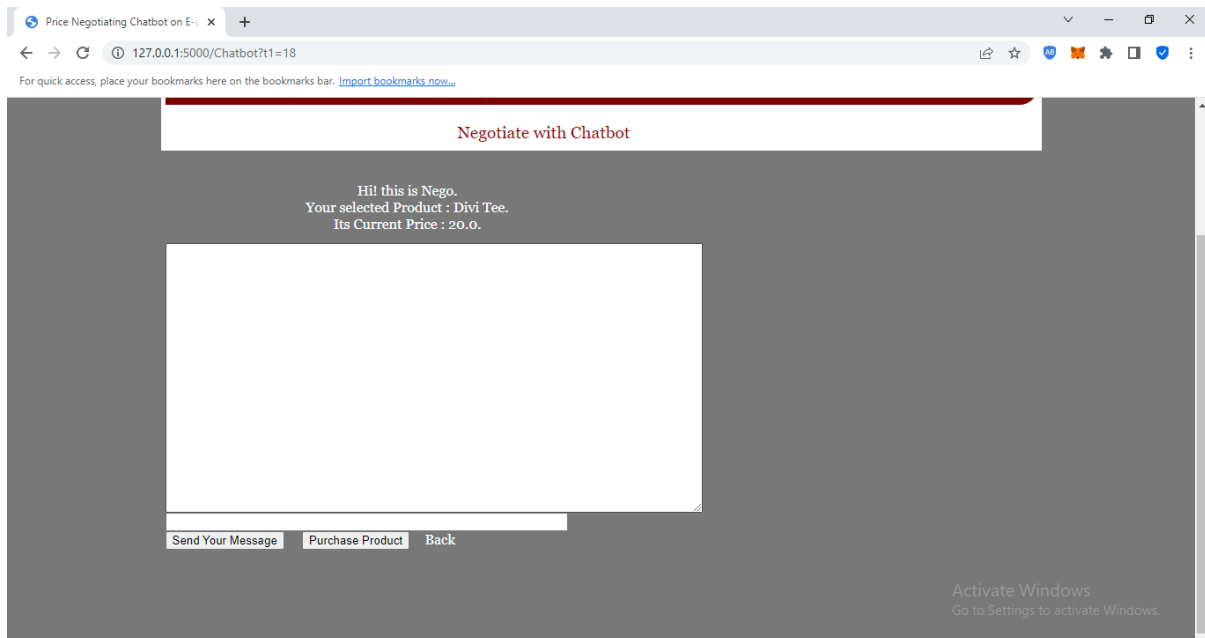 Price Negotiating Chatbot on E-c
127.0.0.1:5000/Chatbot?t1=18
AB
For quick access, place your bookmarks here on the bookmarks bar. Import bookmarks now...
Negotiate with Chatbot
Hi! this is Nego.
Your selected Product : Divi Tee.
Its Current Price : 20.0.
Send Your Message Purchase Product Back
Activate Windows
Go to Settings to activate Windows.